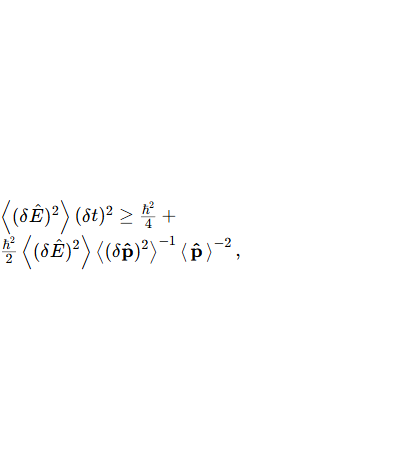 ⟨(δÊ)²⟩ (δt)² ≥ ℏ²/4 +
ℏ²/2 ⟨(δÊ)²⟩ ⟨(δp̂)²⟩⁻¹ ⟨ p̂ ⟩⁻² ,